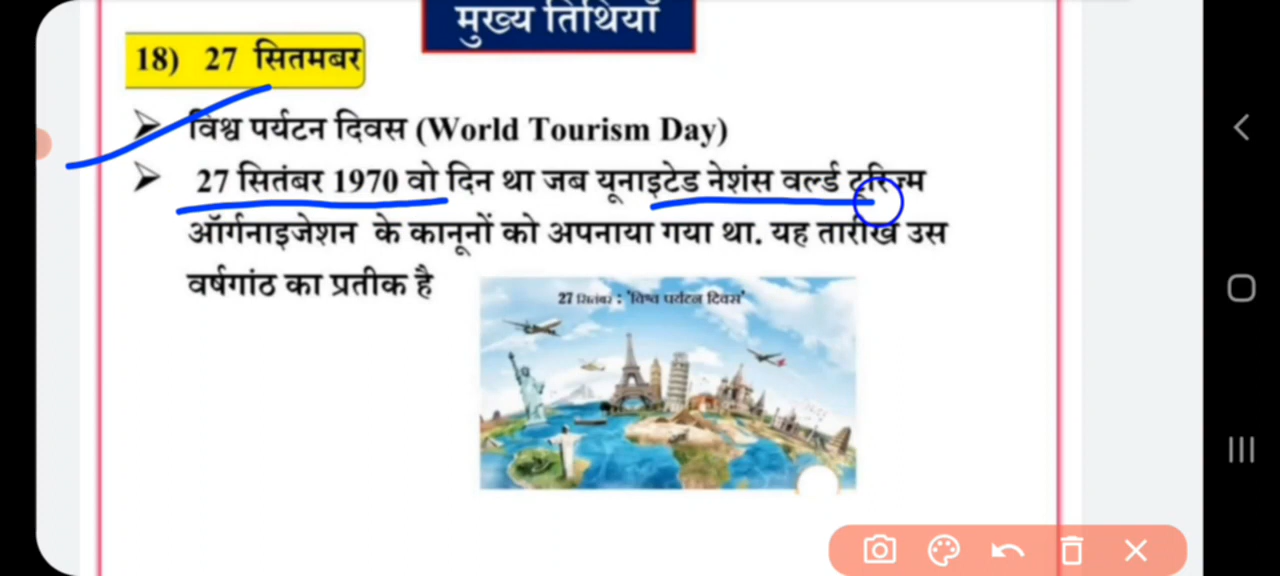 मुख्य तिथियाँ
18) 27 सितमबर
विश्व पर्यटन दिवस (World Tourism Day)
27 सितंबर 1970 वो दिन था जब यूनाइटेड नेशंस वर्ल्ड टूरिज्म
ऑर्गनाइजेशन के कानूनों को अपनाया गया था. यह तारीख उस
वर्षगांठ का प्रतीक है
27 सितंबर : 'विश्व पर्यटन दिवस'